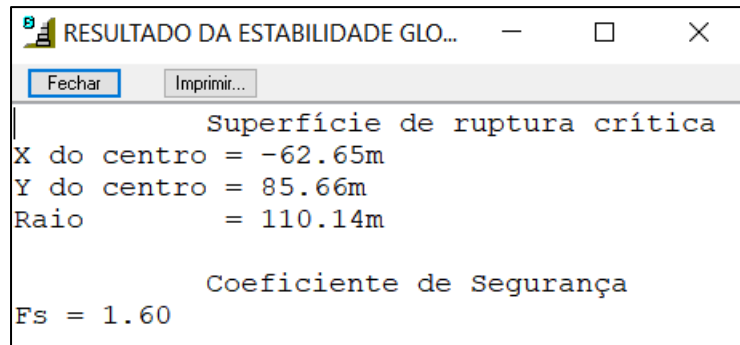 RESULTADO DA ESTABILIDADE GLO...
Fechar Imprimir...
Superfície de ruptura crítica
X do centro = -62.65m
Y do centro = 85.66m
Raio = 110.14m
Coeficiente de Segurança
Fs = 1.60